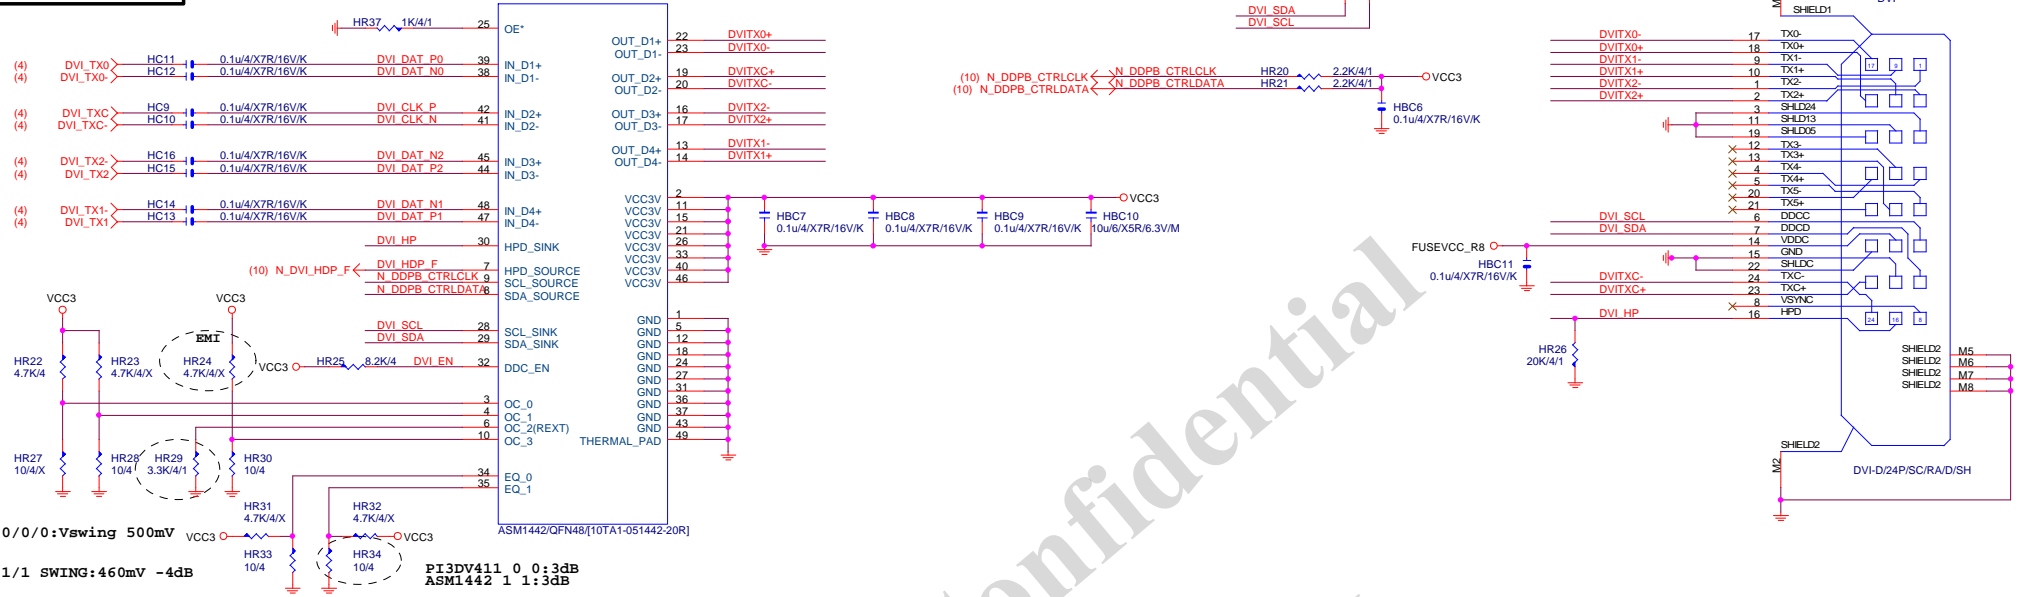 HR37 1K/4/1 25 OE*
(4) DVI_TX0 HC11 0.1u/4/X7R/16V/K DVI_DAT_P0 39 IN_D1+
(4) DVI_TX0- HC12 0.1u/4/X7R/16V/K DVI_DAT_N0 38 IN_D1-
(4) DVI_TXC HC9 0.1u/4/X7R/16V/K DVI_CLK_P 42 IN_D2+
(4) DVI_TXC- HC10 0.1u/4/X7R/16V/K DVI_CLK_N 41 IN_D2-
(4) DVI_TX2- HC16 0.1u/4/X7R/16V/K DVI_DAT_N2 45 IN_D3+
(4) DVI_TX2 HC15 0.1u/4/X7R/16V/K DVI_DAT_P2 44 IN_D3-
(4) DVI_TX1- HC14 0.1u/4/X7R/16V/K DVI_DAT_N1 48 IN_D4+
(4) DVI_TX1 HC13 0.1u/4/X7R/16V/K DVI_DAT_P1 47 IN_D4-
DVI_HP 30 HPD_SINK
(10) N_DVI_HDP_F DVI_HDP_F 7 HPD_SOURCE
N_DDPB_CTRLCLK 9 SCL_SOURCE
N_DDPB_CTRLDATA 8 SDA_SOURCE
DVI_SCL 28 SCL_SINK
DVI_SDA 29 SDA_SINK
VCC3 HR25 8.2K/4 DVI_EN 32 DDC_EN
3 OC_0
4 OC_1
6 OC_2(REXT)
10 OC_3
34 EQ_0
35 EQ_1
VCC3 VCC3
EMI
HR22 4.7K/4
HR23 4.7K/4/X
HR24 4.7K/4/X
HR27 10/4/X
HR28 10/4
HR29 3.3K/4/1
HR30 10/4
HR31 4.7K/4/X
HR32 4.7K/4/X
VCC3 VCC3
HR33 10/4
HR34 10/4
0/0/0:Vswing 500mV
1/1 SWING:460mV -4dB
PI3DV411 0 0:3dB
ASM1442 1 1:3dB
ASM1442/QFN48/[10TA1-051442-20R]
OUT_D1+ 22 DVITX0+
OUT_D1- 23 DVITX0-
OUT_D2+ 19 DVITXC+
OUT_D2- 20 DVITXC-
OUT_D3+ 16 DVITX2-
OUT_D3- 17 DVITX2+
OUT_D4+ 13 DVITX1-
OUT_D4- 14 DVITX1+
VCC3V 2 VCC3
VCC3V 11
VCC3V 15
VCC3V 21
VCC3V 26
VCC3V 33
VCC3V 40
VCC3V 46
HBC7 0.1u/4/X7R/16V/K
HBC8 0.1u/4/X7R/16V/K
HBC9 0.1u/4/X7R/16V/K
HBC10 10u/6/X5R/6.3V/M
GND 1
GND 5
GND 12
GND 18
GND 24
GND 27
GND 31
GND 36
GND 37
GND 43
THERMAL_PAD 49
DVI_SDA
DVI_SCL
(10) N_DDPB_CTRLCLK N_DDPB_CTRLCLK HR20 2.2K/4/1 VCC3
(10) N_DDPB_CTRLDATA N_DDPB_CTRLDATA HR21 2.2K/4/1
HBC6
0.1u/4/X7R/16V/K
SHIELD1
DVITX0- 17 TX0-
DVITX0+ 18 TX0+
DVITX1- 9 TX1-
DVITX1+ 10 TX1+
DVITX2- 1 TX2-
DVITX2+ 2 TX2+
3 SHLD24
11 SHLD13
19 SHLD05
12 TX3-
13 TX3+
4 TX4-
5 TX4+
20 TX5-
21 TX5+
DVI_SCL 6 DDCC
DVI_SDA 7 DDCD
FUSEVCC_R8 14 VDDC
15 GND
22 SHLDC
DVITXC- 24 TXC-
DVITXC+ 23 TXC+
8 VSYNC
DVI_HP 16 HPD
HBC11
0.1u/4/X7R/16V/K
HR26
20K/4/1
17 9 1
24 16 8
SHIELD2 M5
SHIELD2 M6
SHIELD2 M7
SHIELD2 M8
SHIELD2
M2
DVI-D/24P/SC/RA/D/SH
onfidential